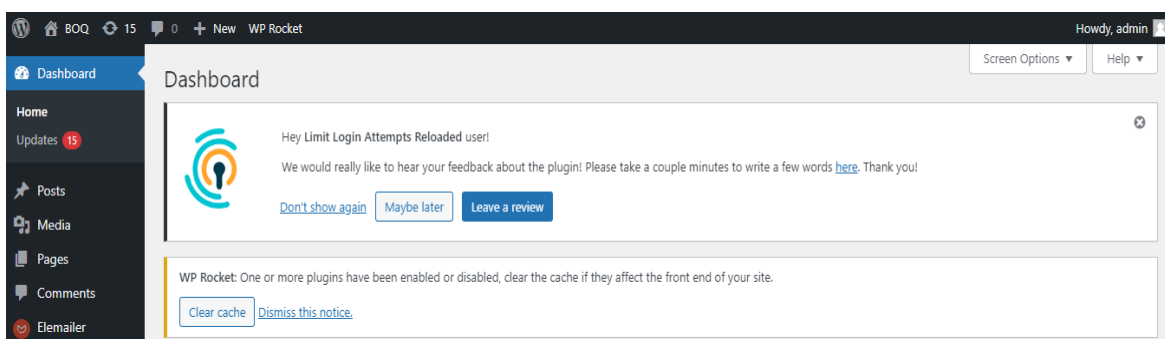 BOQ 15 0 New WP Rocket Howdy, admin
Dashboard
Home
Updates 15
Posts
Media
Pages
Comments
Elemailer
Screen Options ▼ Help ▼
Dashboard
Hey Limit Login Attempts Reloaded user!
We would really like to hear your feedback about the plugin! Please take a couple minutes to write a few words here. Thank you!
Don't show again Maybe later Leave a review
WP Rocket: One or more plugins have been enabled or disabled, clear the cache if they affect the front end of your site.
Clear cache Dismiss this notice.